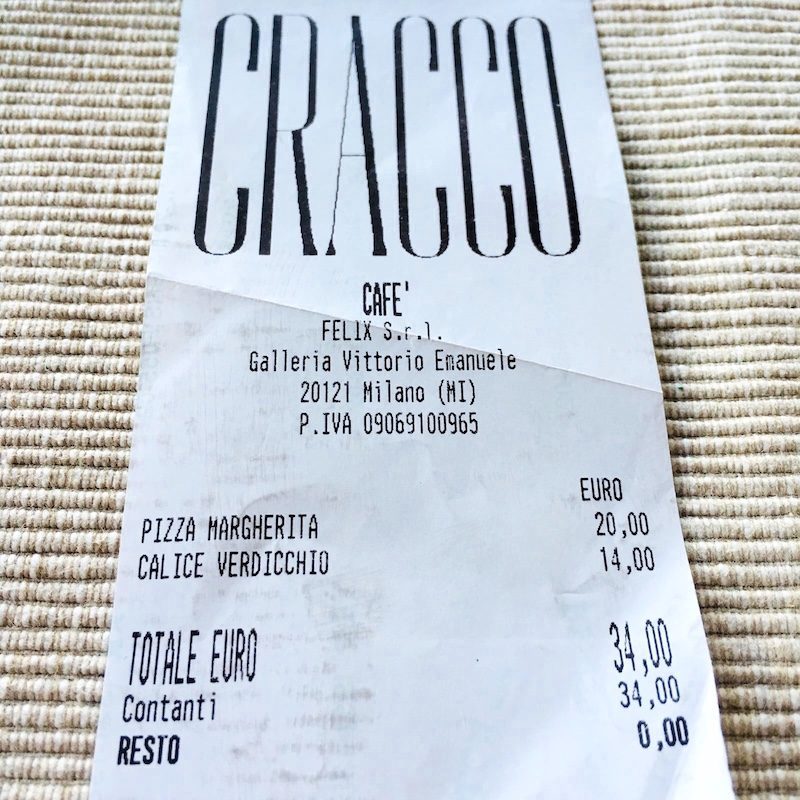 CRACCO
CAFE'
FELIX S.r.l.
Galleria Vittorio Emanuele
20121 Milano (MI)
P.IVA 09069100965
EURO
PIZZA MARGHERITA 20,00
CALICE VERDICCHIO 14,00
TOTALE EURO 34,00
Contanti 34,00
RESTO 0,00